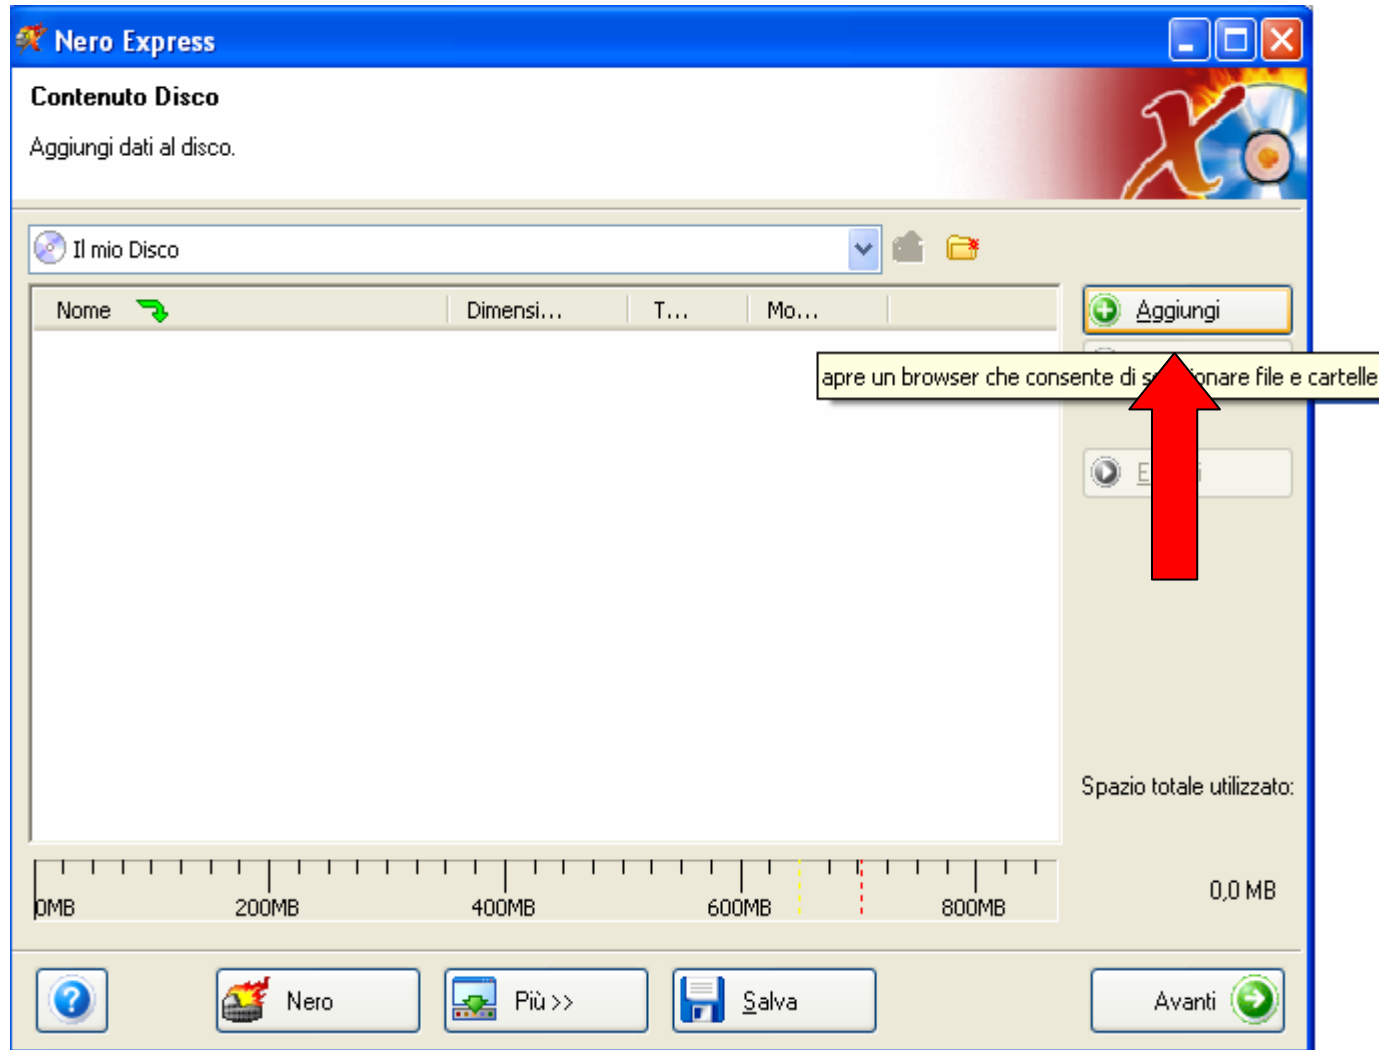 Nero Express
Contenuto Disco
Aggiungi dati al disco.
Il mio Disco
Nome Dimensi... T... Mo...
Aggiungi
apre un browser che consente di file e cartelle
Spazio totale utilizzato:
0MB 200MB 400MB 600MB 800MB
0,0 MB
Nero Più >> Salva Avanti